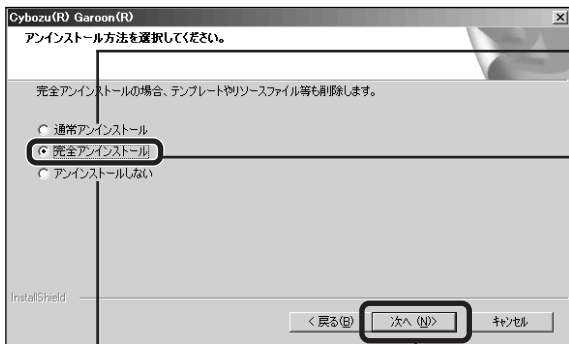 Cybozu(R) Garoon(R)
アンインストール方法を選択してください。
完全アンインストールの場合、テンプレートやリソースファイル等も削除します。
通常アンインストール
完全アンインストール
アンインストールしない
InstallShield
< 戻る(B)
次へ (N)>
キャンセル